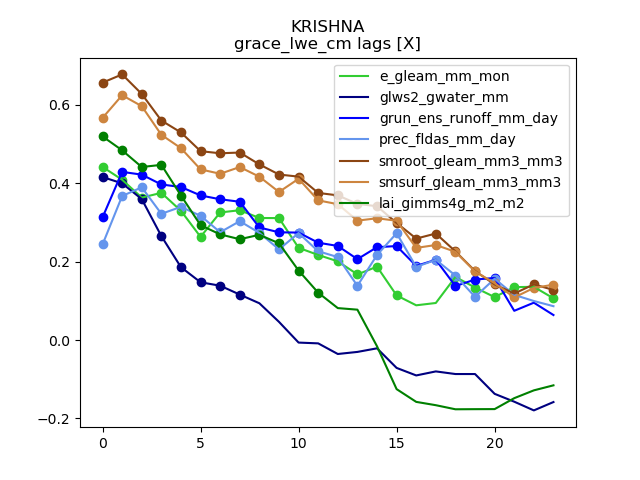 KRISHNA
grace_lwe_cm lags [X]
e_gleam_mm_mon
glws2_gwater_mm
grun_ens_runoff_mm_day
prec_fldas_mm_day
smroot_gleam_mm3_mm3
smsurf_gleam_mm3_mm3
lai_gimms4g_m2_m2
0.6
0.4
0.2
0.0
−0.2
0 5 10 15 20